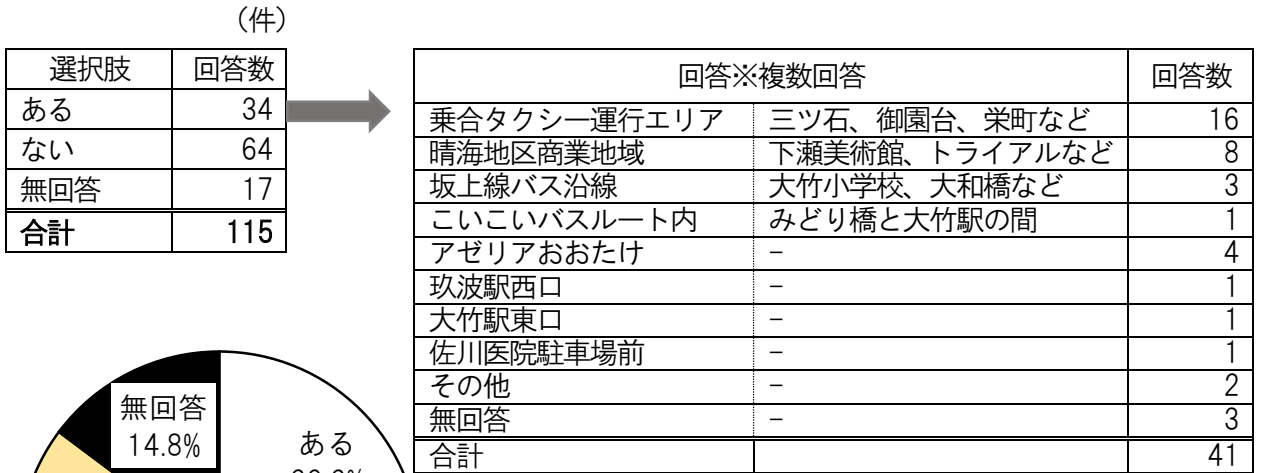 (件)
選択肢 回答数
ある 34
ない 64
無回答 17
合計 115
回答※複数回答 回答数
乗合タクシー運行エリア 三ツ石、御園台、栄町など 16
晴海地区商業地域 下瀬美術館、トライアルなど 8
坂上線バス沿線 大竹小学校、大和橋など 3
こいこいバスルート内 みどり橋と大竹駅の間 1
アゼリアおおたけ - 4
玖波駅西口 - 1
大竹駅東口 - 1
佐川医院駐車場前 - 1
その他 - 2
無回答 - 3
合計 41
無回答
14.8%
ある